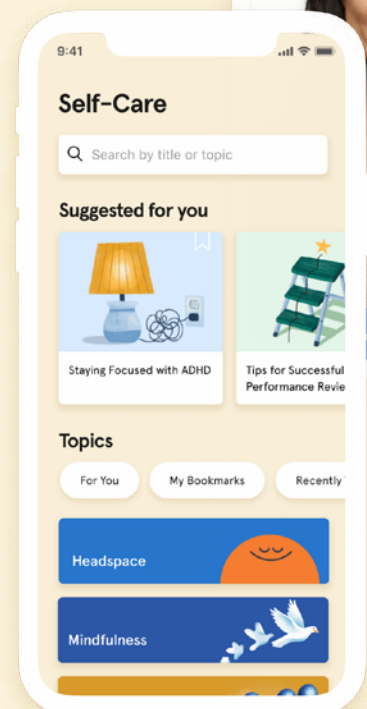 9:41
Self-Care
Search by title or topic
Suggested for you
Staying Focused with ADHD
Tips for Successful
Performance Revie
Topics
For You
My Bookmarks
Recently
Headspace
Mindfulness